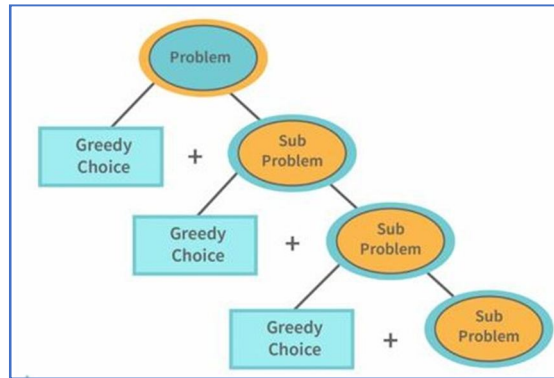 Problem
Greedy
Choice
+
Sub
Problem
Greedy
Choice
+
Sub
Problem
Greedy
Choice
+
Sub
Problem